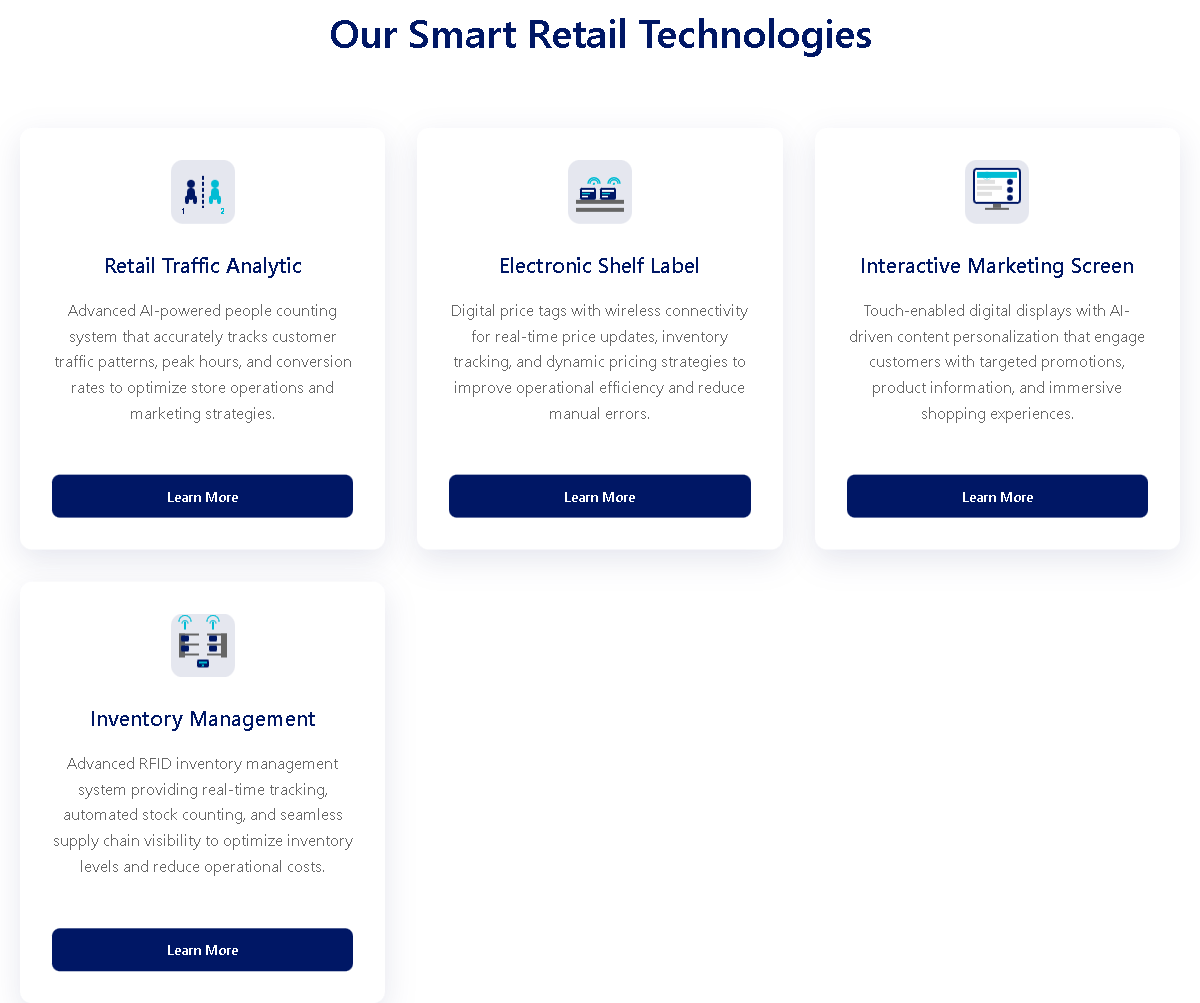 Our Smart Retail Technologies
1 2
Retail Traffic Analytic
Advanced AI-powered people counting
system that accurately tracks customer
traffic patterns, peak hours, and conversion
rates to optimize store operations and
marketing strategies.
Learn More
Electronic Shelf Label
Digital price tags with wireless connectivity
for real-time price updates, inventory
tracking, and dynamic pricing strategies to
improve operational efficiency and reduce
manual errors.
Learn More
Interactive Marketing Screen
Touch-enabled digital displays with AI-
driven content personalization that engage
customers with targeted promotions,
product information, and immersive
shopping experiences.
Learn More
Inventory Management
Advanced RFID inventory management
system providing real-time tracking,
automated stock counting, and seamless
supply chain visibility to optimize inventory
levels and reduce operational costs.
Learn More